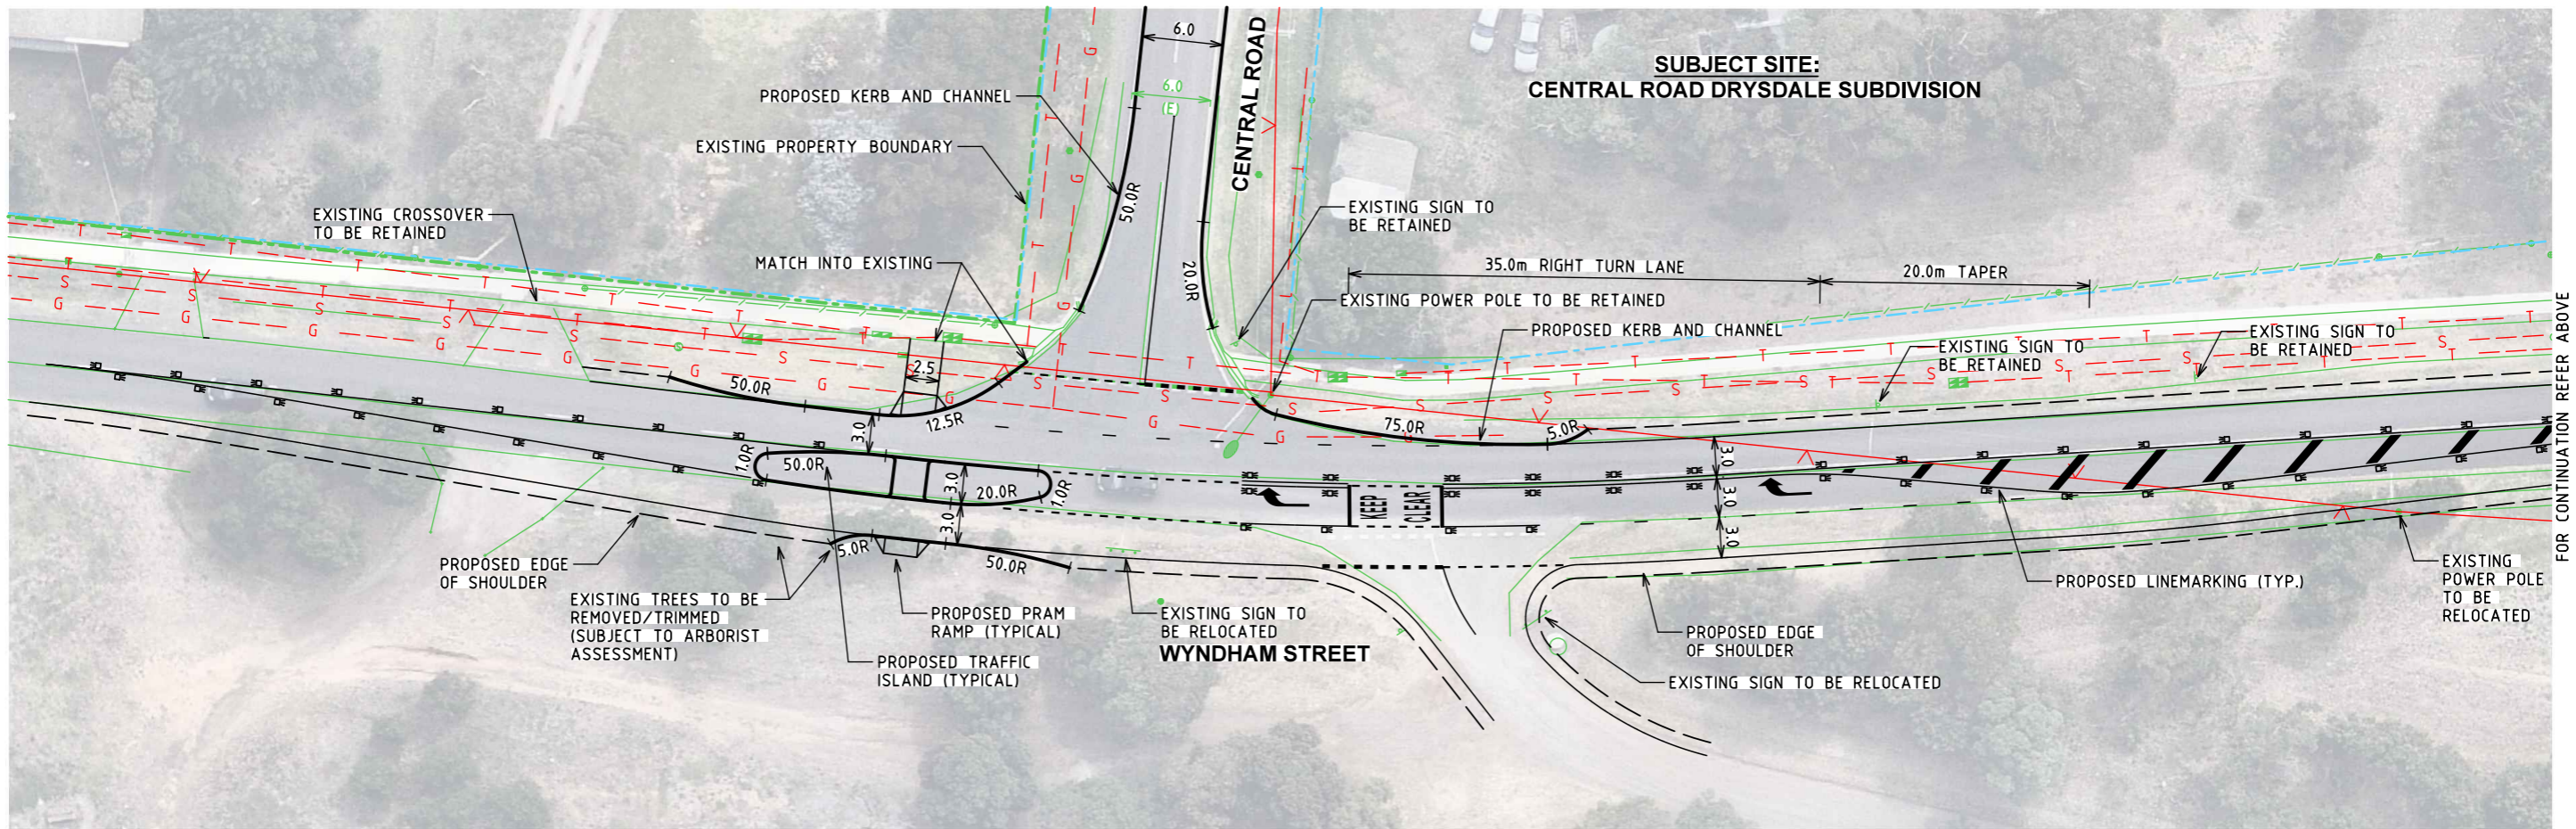 6.0
CENTRAL ROAD
SUBJECT SITE:
CENTRAL ROAD DRYSDALE SUBDIVISION
PROPOSED KERB AND CHANNEL
6.0
(E)
EXISTING PROPERTY BOUNDARY
50.0R
EXISTING CROSSOVER
TO BE RETAINED
EXISTING SIGN TO
BE RETAINED
MATCH INTO EXISTING
20.0R
35.0m RIGHT TURN LANE
20.0m TAPER
EXISTING POWER POLE TO BE RETAINED
PROPOSED KERB AND CHANNEL
EXISTING SIGN TO
BE RETAINED
EXISTING SIGN TO
BE RETAINED
FOR CONTINUATION REFER ABOVE
2.5
50.0R
12.5R
3.0
75.0R
5.0R
1.0R
50.0R
3.0
20.0R
1.0R
3.0
KEEP
CLEAR
3.0
3.0
3.0
5.0R
50.0R
PROPOSED EDGE
OF SHOULDER
EXISTING TREES TO BE
REMOVED/TRIMMED
(SUBJECT TO ARBORIST
ASSESSMENT)
PROPOSED PRAM
RAMP (TYPICAL)
PROPOSED TRAFFIC
ISLAND (TYPICAL)
EXISTING SIGN TO
BE RELOCATED
WYNDHAM STREET
PROPOSED EDGE
OF SHOULDER
EXISTING SIGN TO BE RELOCATED
PROPOSED LINEMARKING (TYP.)
EXISTING
POWER POLE
TO BE
RELOCATED